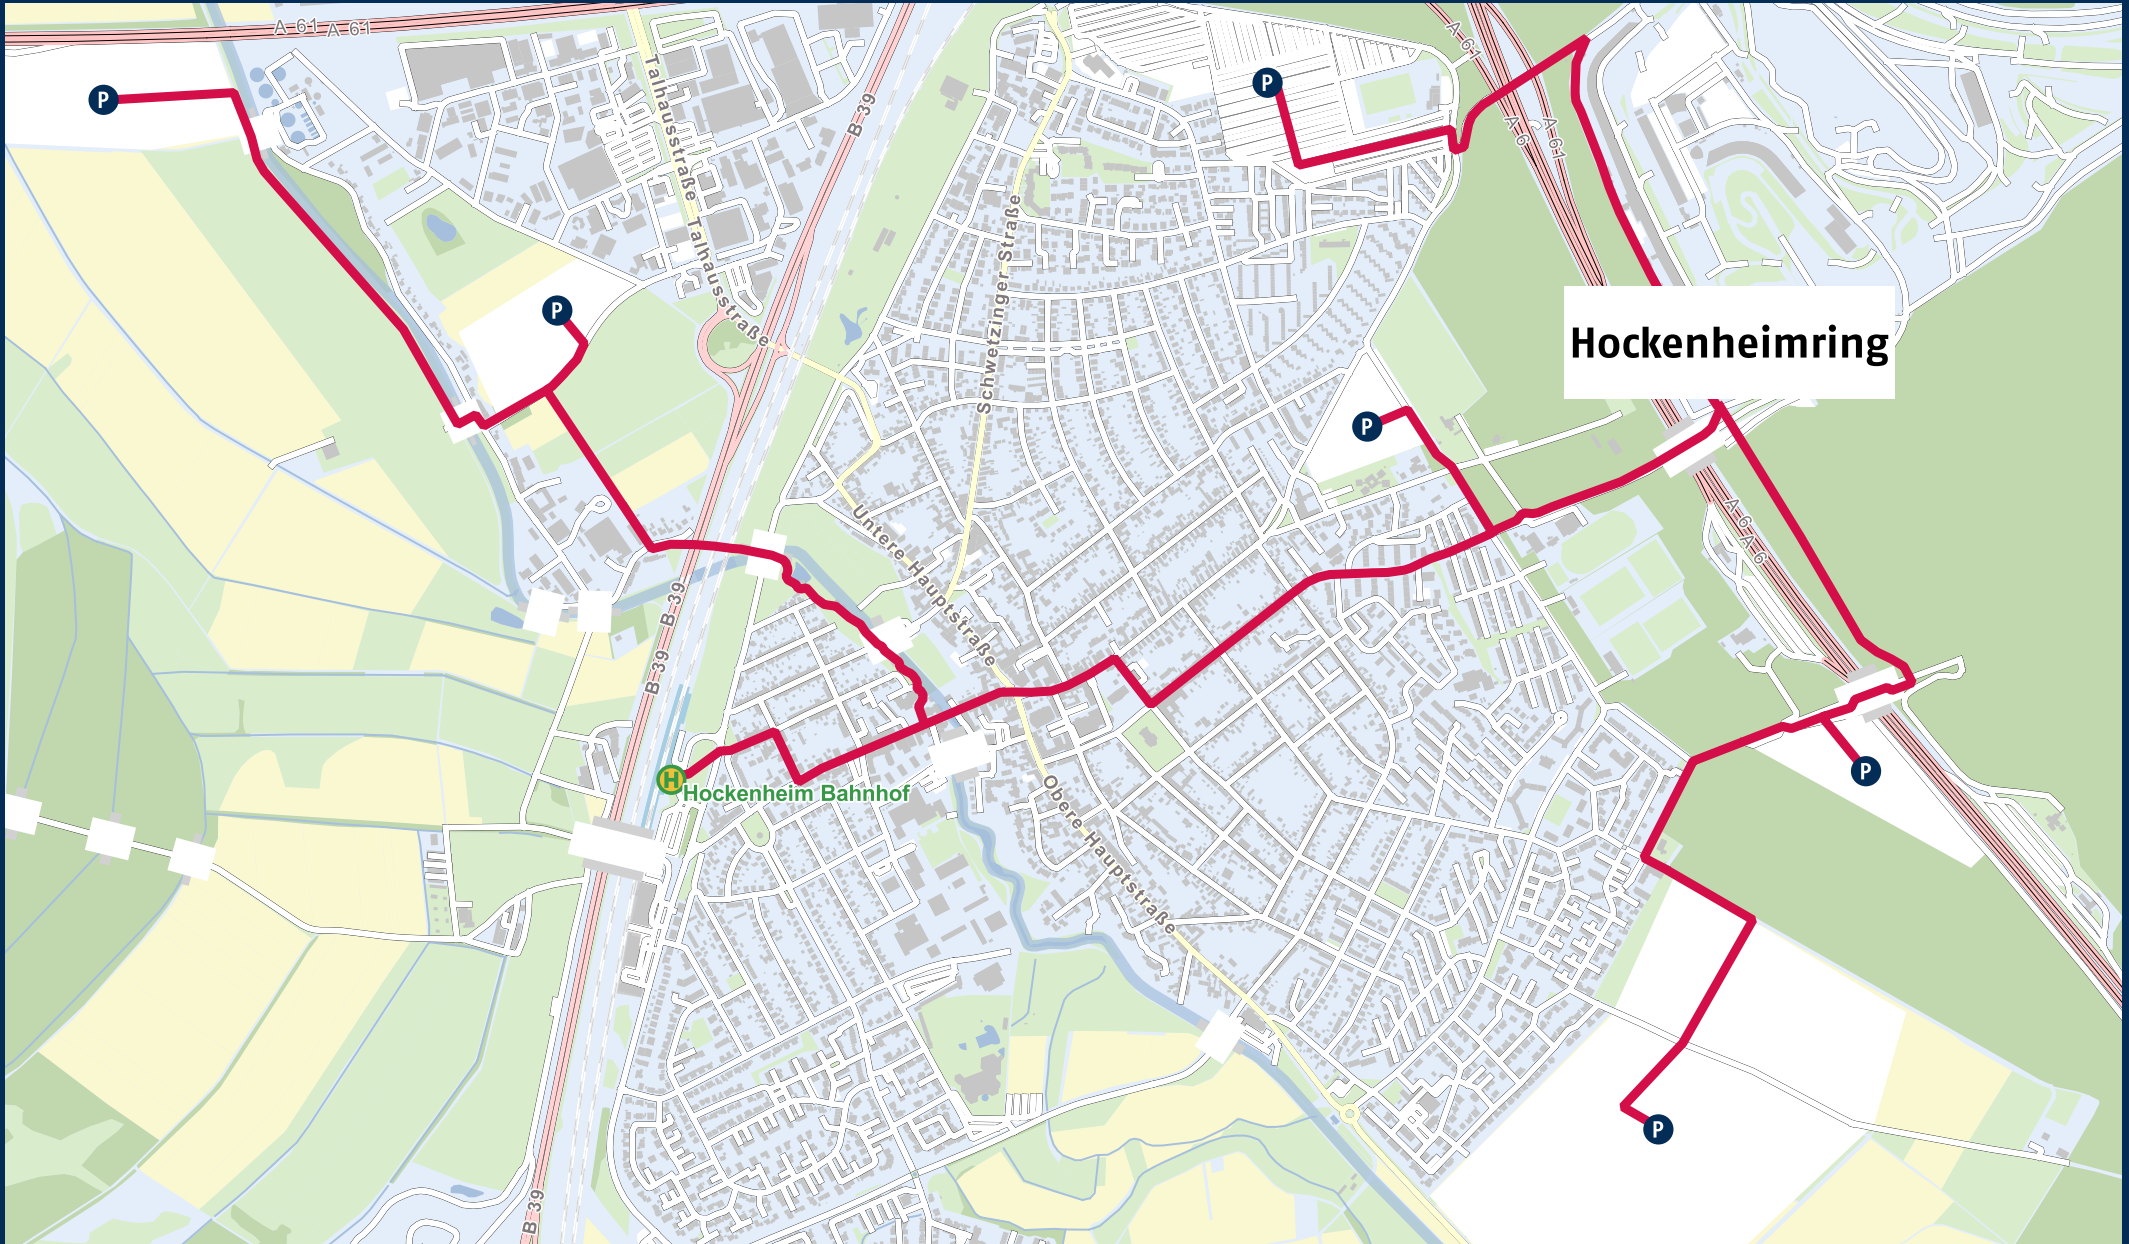 A 61 A 61
P
Talhausstraße
B 39
P
A 61
A 6
A 61
Schwetzinger Straße
Talhausstraße
P
Hockenheimring
P
Untere Hauptstraße
A 6 A 6
B 39
B 39
H
Hockenheim Bahnhof
P
Obere Hauptstraße
P
B 39